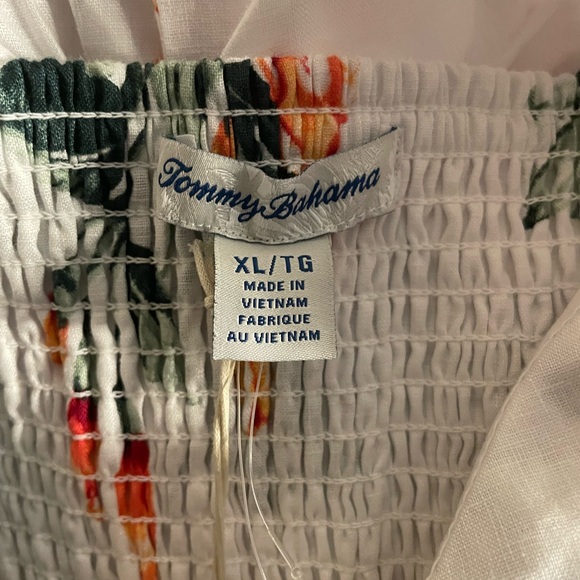 Tommy Bahama
XL/TG
MADE IN
VIETNAM
FABRIQUE
AU VIETNAM